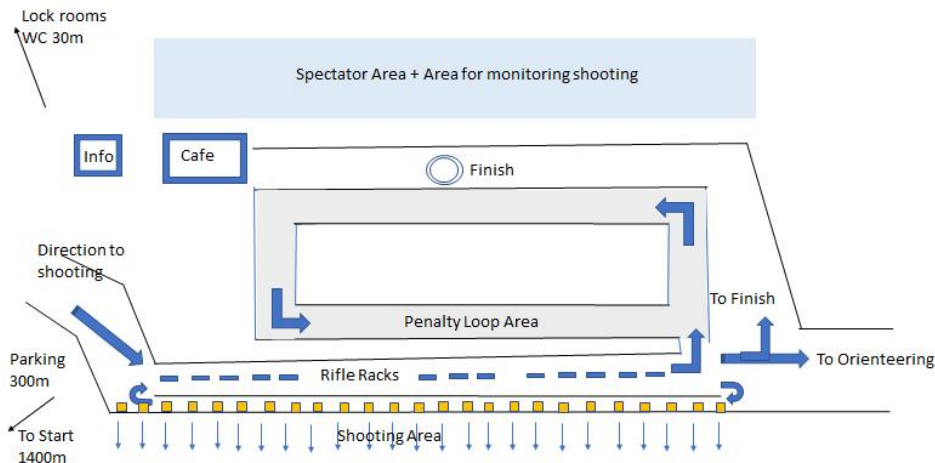 Lock rooms
WC 30m
Spectator Area + Area for monitoring shooting
Info
Cafe
Finish
Direction to
shooting
To Finish
Penalty Loop Area
Parking
300m
Rifle Racks
To Orienteering
To Start
1400m
Shooting Area